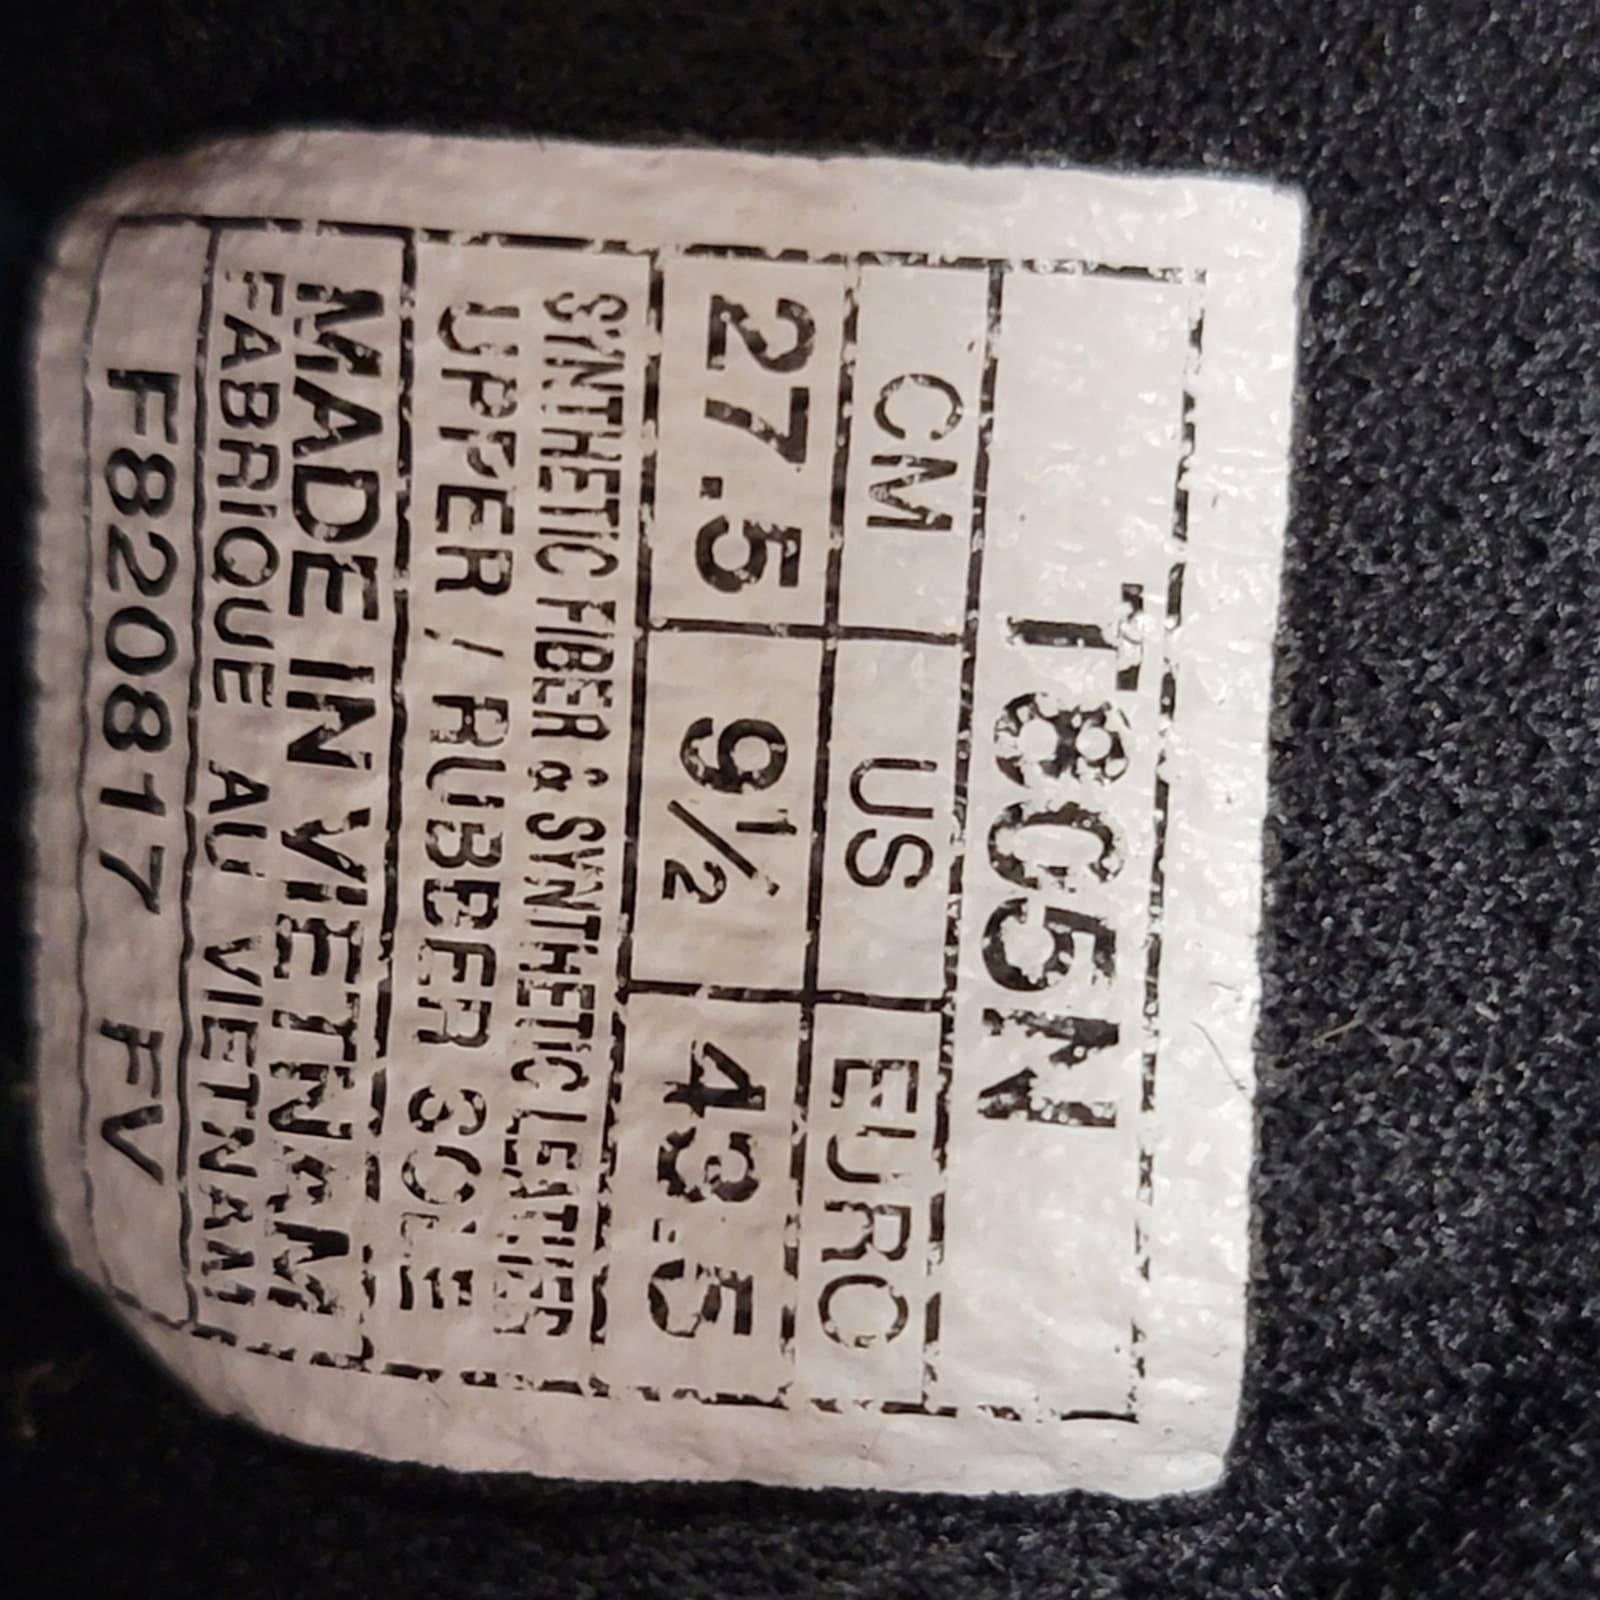 T805N
CM US EURO
27.5 9½ 43.5
SYNTHETIC FIBER & SYNTHETIC LEATHER
UPPER / RUBBER SOLE
MADE IN VIETNAM
FABRIQUE AU VIETNAM
F820817 FV